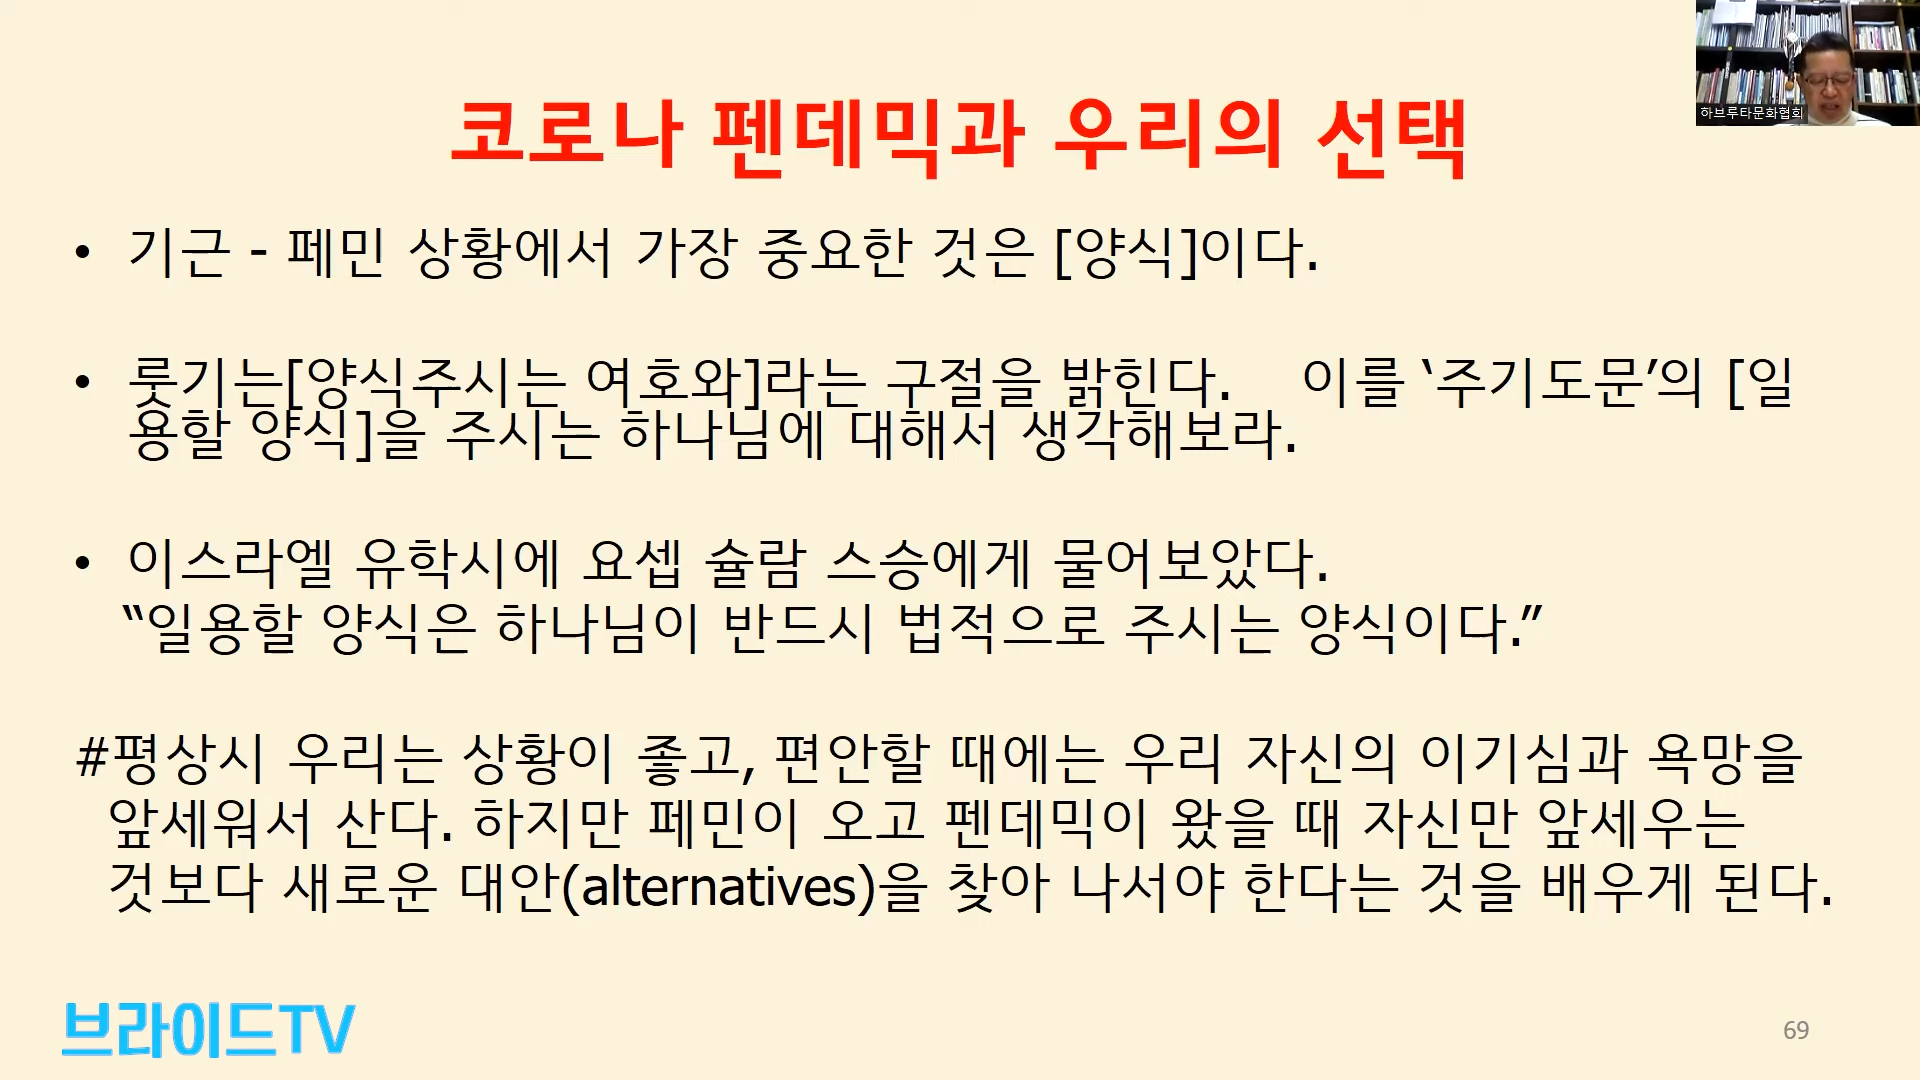 하브루타문화협회
코로나 펜데믹과 우리의 선택
• 기근 - 페민 상황에서 가장 중요한 것은 [양식]이다.
• 룻기는[양식주시는 여호와]라는 구절을 밝힌다. 이를 ‘주기도문’의 [일
용할 양식]을 주시는 하나님에 대해서 생각해보라.
• 이스라엘 유학시에 요셉 슐람 스승에게 물어보았다.
“일용할 양식은 하나님이 반드시 법적으로 주시는 양식이다.”
#평상시 우리는 상황이 좋고, 편안할 때에는 우리 자신의 이기심과 욕망을
앞세워서 산다. 하지만 페민이 오고 펜데믹이 왔을 때 자신만 앞세우는
것보다 새로운 대안(alternatives)을 찾아 나서야 한다는 것을 배우게 된다.
브라이드TV
69